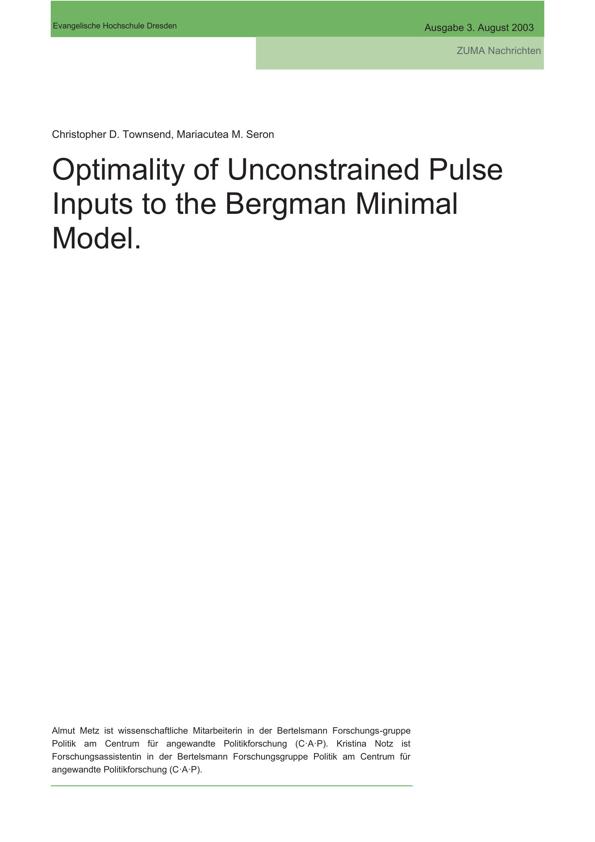 Evangelische Hochschule Dresden
Ausgabe 3. August 2003
ZUMA Nachrichten
Christopher D. Townsend, Mariacutea M. Seron
Optimality of Unconstrained Pulse
Inputs to the Bergman Minimal
Model.
Almut Metz ist wissenschaftliche Mitarbeiterin in der Bertelsmann Forschungs-gruppe
Politik am Centrum für angewandte Politikforschung (C·A·P). Kristina Notz ist
Forschungsassistentin in der Bertelsmann Forschungsgruppe Politik am Centrum für
angewandte Politikforschung (C·A·P).